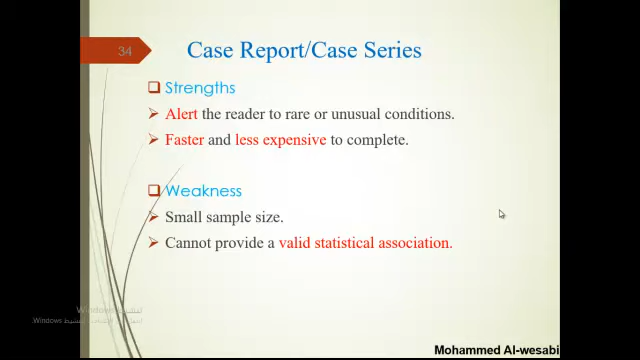 34
Case Report/Case Series
Strengths
Alert the reader to rare or unusual conditions.
Faster and less expensive to complete.
Weakness
Small sample size.
Cannot provide a valid statistical association.
Windows
Windows
Mohammed Al-wesabi